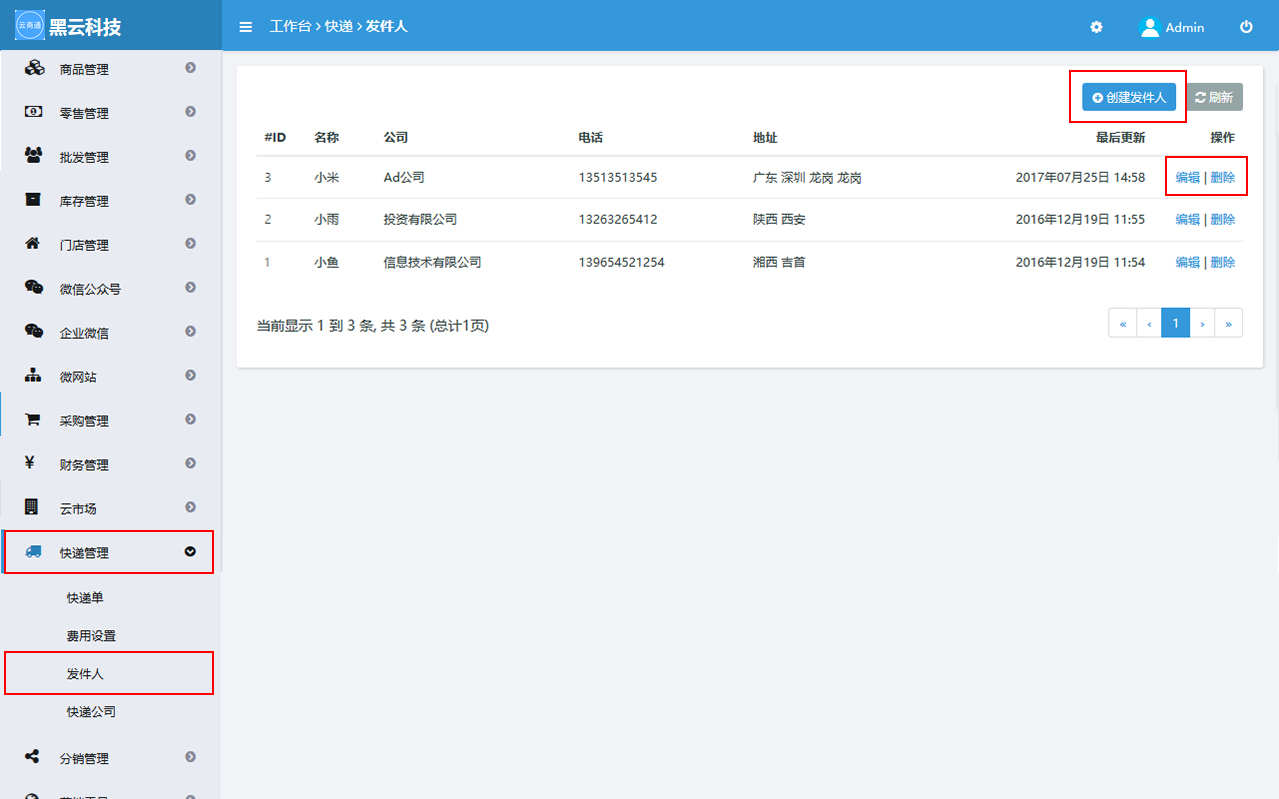 云商通 黑云科技
工作台 › 快递 › 发件人
Admin
商品管理
零售管理
批发管理
库存管理
门店管理
微信公众号
企业微信
微网站
采购管理
财务管理
云市场
快递管理
快递单
费用设置
发件人
快递公司
分销管理
创建发件人 刷新
#ID 名称 公司 电话 地址 最后更新 操作
3 小米 Ad公司 13513513545 广东 深圳 龙岗 龙岗 2017年07月25日 14:58 编辑 | 删除
2 小雨 投资有限公司 13263265412 陕西 西安 2016年12月19日 11:55 编辑 | 删除
1 小鱼 信息技术有限公司 139654521254 湘西 吉首 2016年12月19日 11:54 编辑 | 删除
当前显示 1 到 3 条, 共 3 条 (总计1页)
« ‹ 1 › »